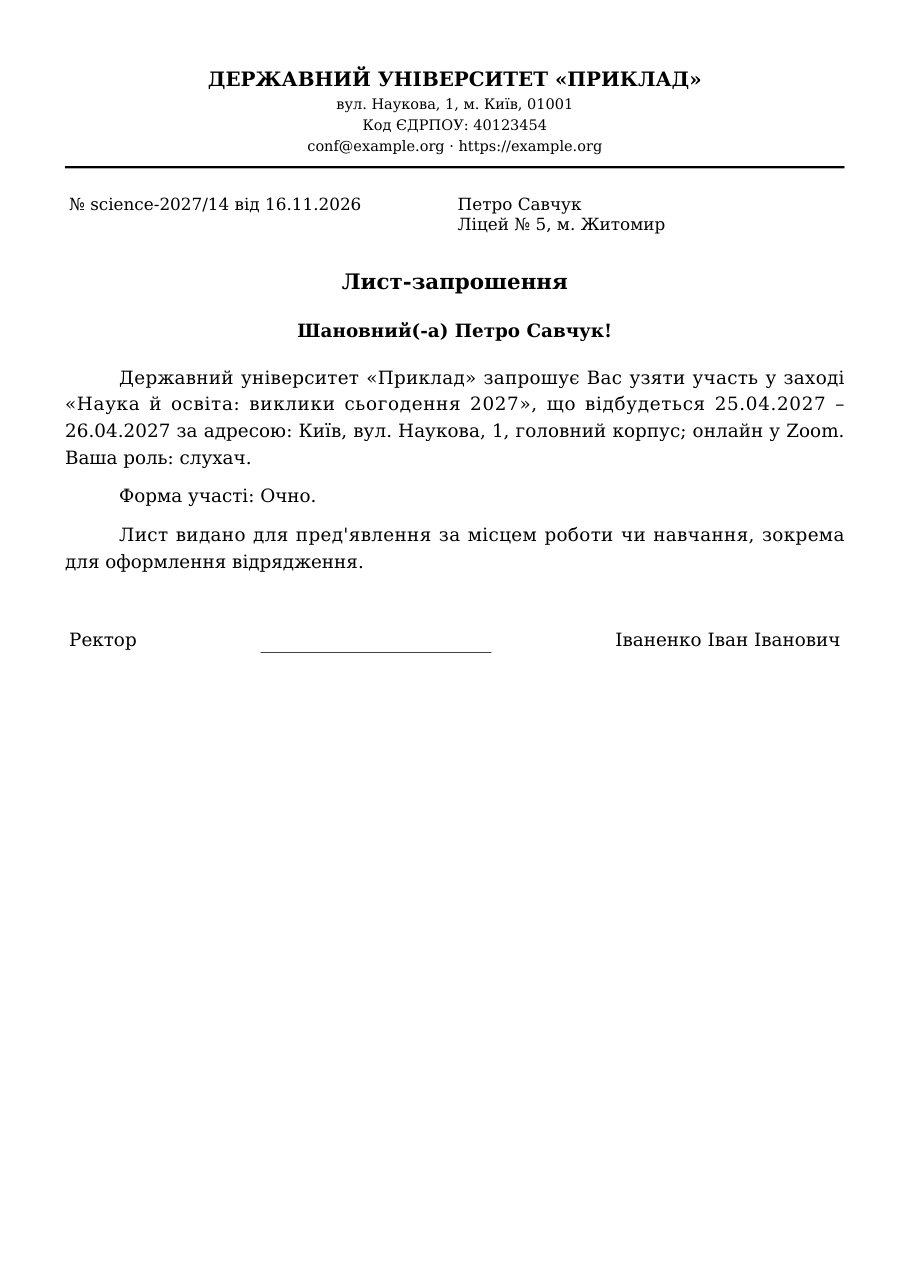 ДЕРЖАВНИЙ УНІВЕРСИТЕТ «ПРИКЛАД»
вул. Наукова, 1, м. Київ, 01001
Код ЄДРПОУ: 40123454
conf@example.org · https://example.org
№ science-2027/14 від 16.11.2026
Петро Савчук
Ліцей № 5, м. Житомир
Лист-запрошення
Шановний(-а) Петро Савчук!
Державний університет «Приклад» запрошує Вас узяти участь у заході
«Наука й освіта: виклики сьогодення 2027», що відбудеться 25.04.2027 –
26.04.2027 за адресою: Київ, вул. Наукова, 1, головний корпус; онлайн у Zoom.
Ваша роль: слухач.
Форма участі: Очно.
Лист видано для пред'явлення за місцем роботи чи навчання, зокрема
для оформлення відрядження.
Ректор Іваненко Іван Іванович